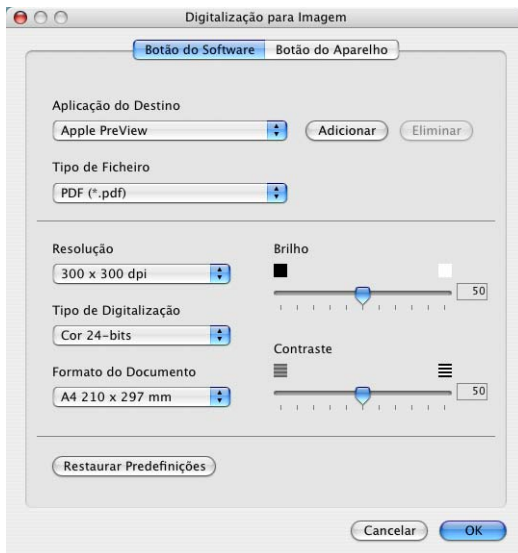 Digitalização para Imagem
Botão do Software Botão do Aparelho
Aplicação do Destino
Apple PreView Adicionar Eliminar
Tipo de Ficheiro
PDF (*.pdf)
Resolução Brilho
300 x 300 dpi
50
Tipo de Digitalização
Cor 24-bits
Contraste
Formato do Documento
A4 210 x 297 mm 50
Restaurar Predefinições
Cancelar OK